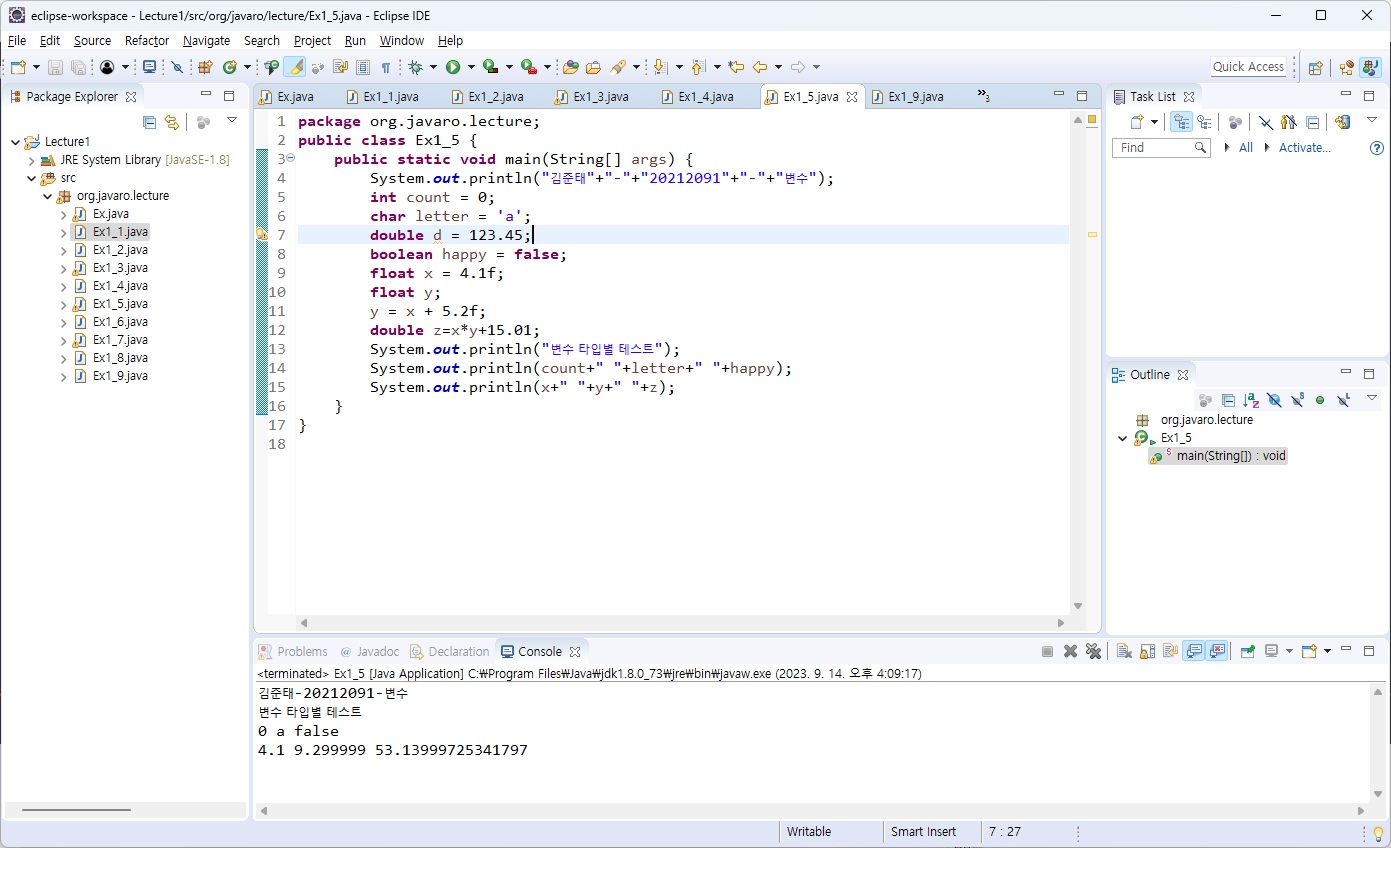 eclipse-workspace - Lecture1/src/org/javaro/lecture/Ex1_5.java - Eclipse IDE
File Edit Source Refactor Navigate Search Project Run Window Help
Quick Access
Package Explorer
Lecture1
JRE System Library [JavaSE-1.8]
src
org.javaro.lecture
Ex.java
Ex1_1.java
Ex1_2.java
Ex1_3.java
Ex1_4.java
Ex1_5.java
Ex1_6.java
Ex1_7.java
Ex1_8.java
Ex1_9.java
Ex.java Ex1_1.java Ex1_2.java Ex1_3.java Ex1_4.java Ex1_5.java Ex1_9.java »3
1 package org.javaro.lecture;
2 public class Ex1_5 {
3 public static void main(String[] args) {
4 System.out.println("김준태"+"-"+"20212091"+"-"+"변수");
5 int count = 0;
6 char letter = 'a';
7 double d = 123.45;
8 boolean happy = false;
9 float x = 4.1f;
10 float y;
11 y = x + 5.2f;
12 double z=x*y+15.01;
13 System.out.println("변수 타입별 테스트");
14 System.out.println(count+" "+letter+" "+happy);
15 System.out.println(x+" "+y+" "+z);
16 }
17 }
18
Task List
Find All Activate...
Outline
org.javaro.lecture
Ex1_5
main(String[]) : void
Problems Javadoc Declaration Console
<terminated> Ex1_5 [Java Application] C:₩Program Files₩Java₩jdk1.8.0_73₩jre₩bin₩javaw.exe (2023. 9. 14. 오후 4:09:17)
김준태-20212091-변수
변수 타입별 테스트
0 a false
4.1 9.299999 53.13999725341797
Writable Smart Insert 7 : 27